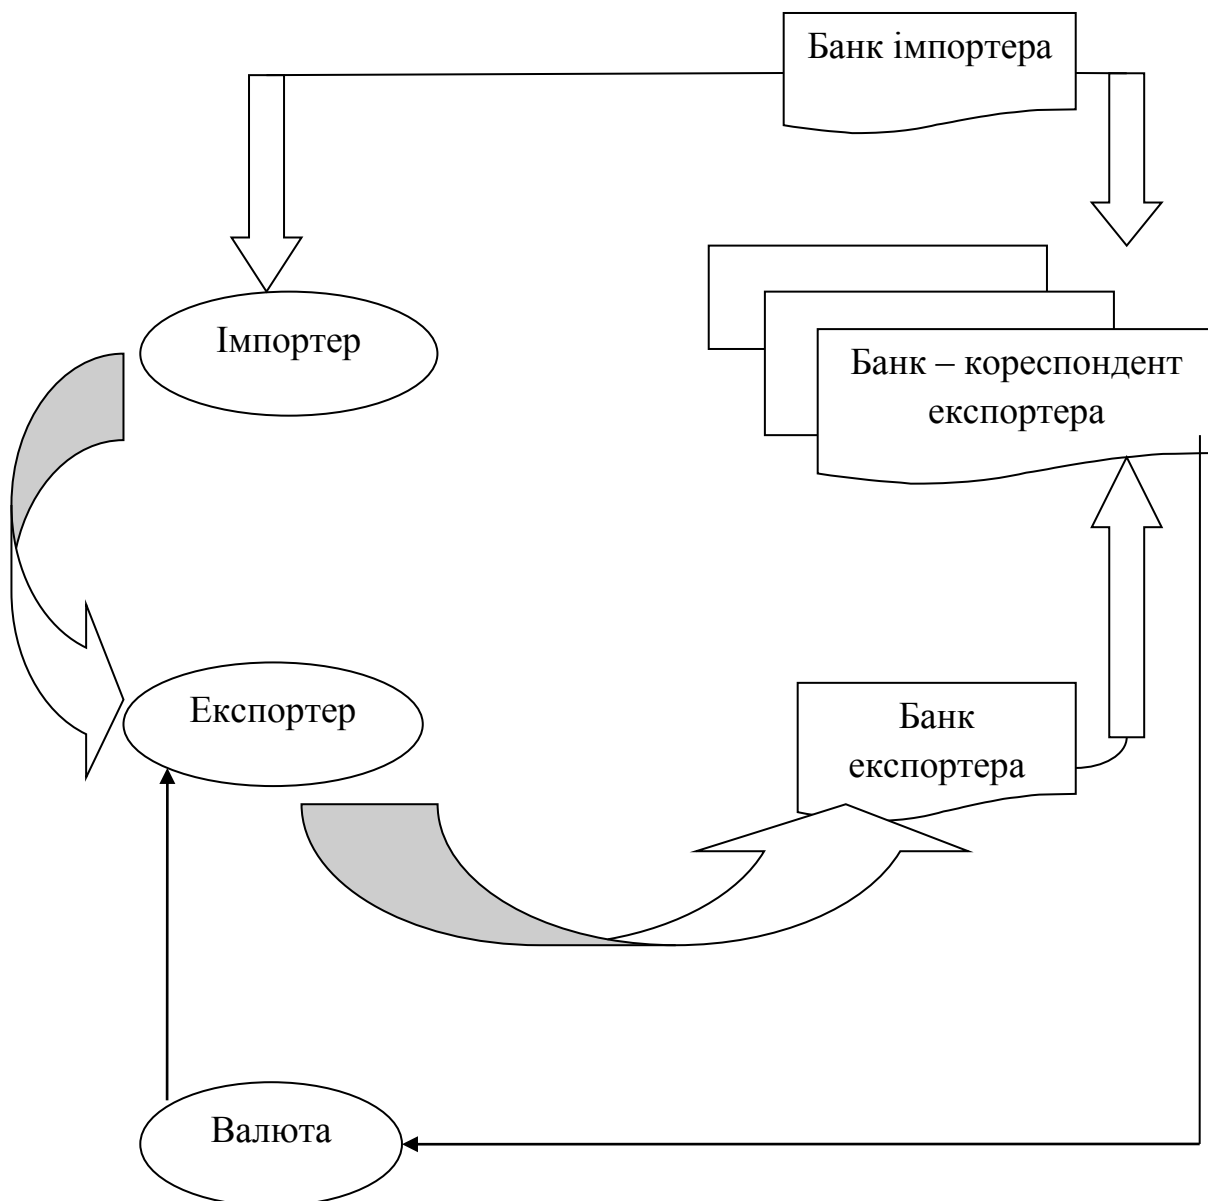 Банк імпортера
Імпортер
Банк – кореспондент
експортера
Експортер
Банк
експортера
Валюта